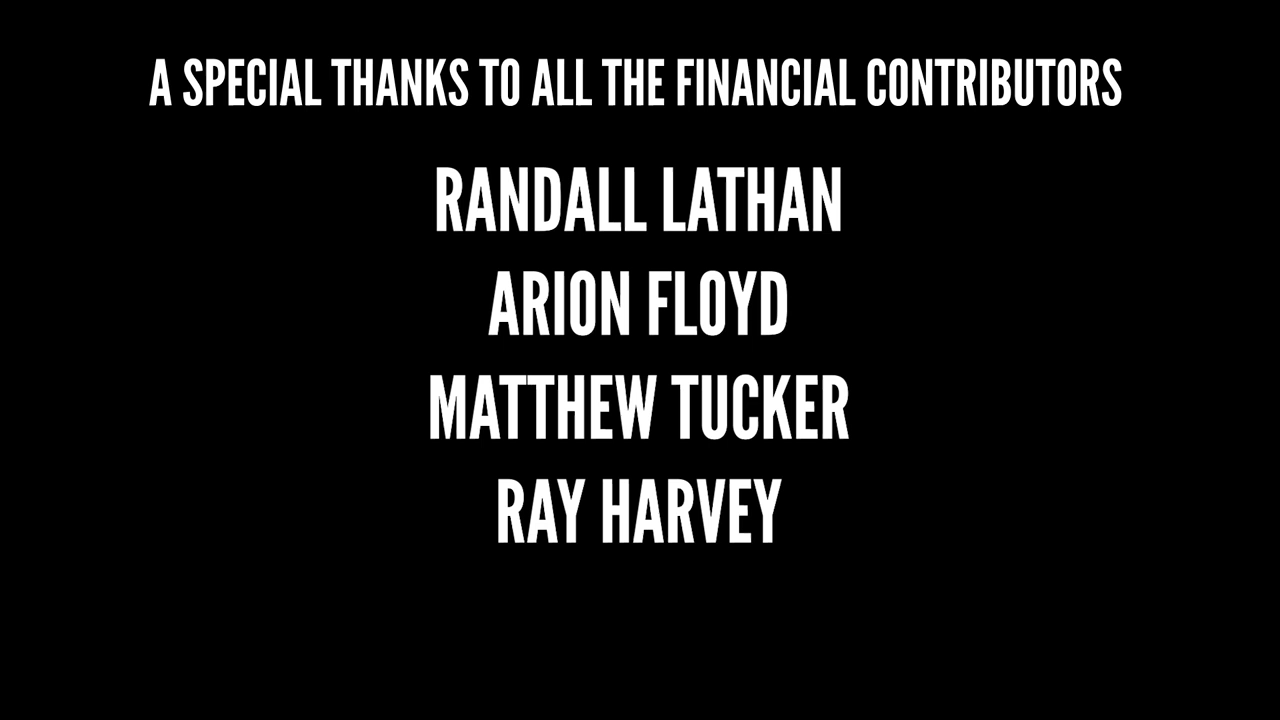 A SPECIAL THANKS TO ALL THE FINANCIAL CONTRIBUTORS
RANDALL LATHAN
ARION FLOYD
MATTHEW TUCKER
RAY HARVEY